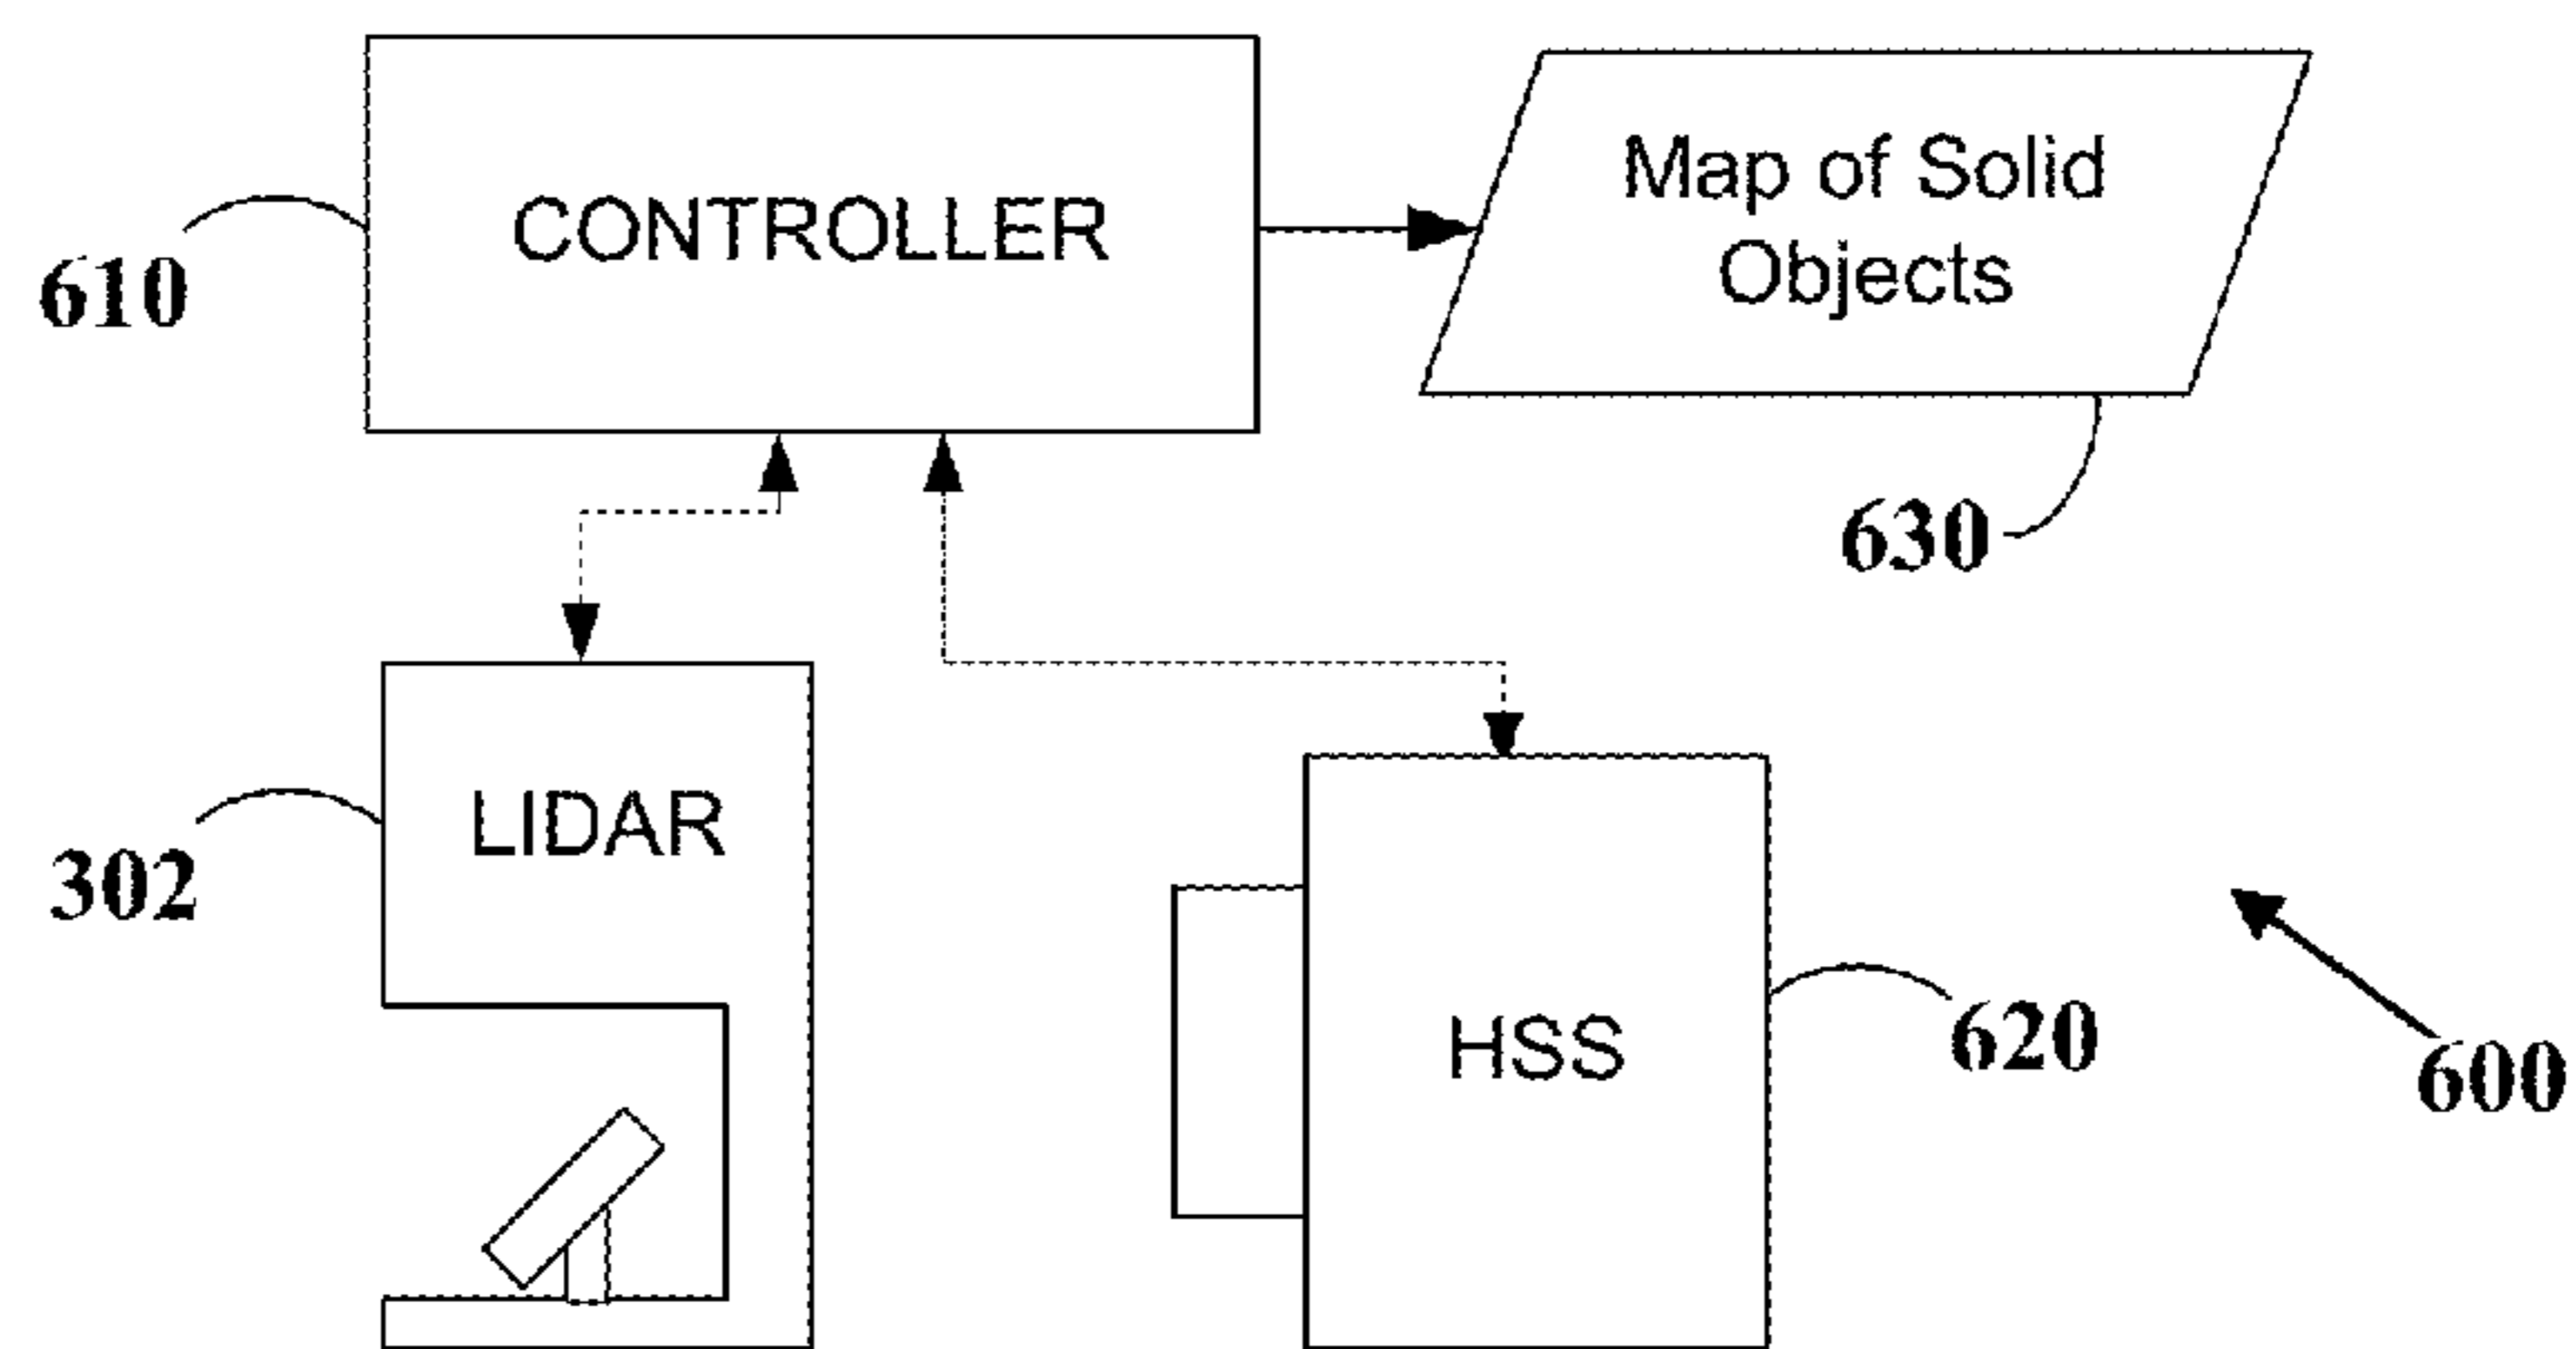 CONTROLLER
Map of Solid
Objects
610
630
LIDAR
302
HSS
620
600